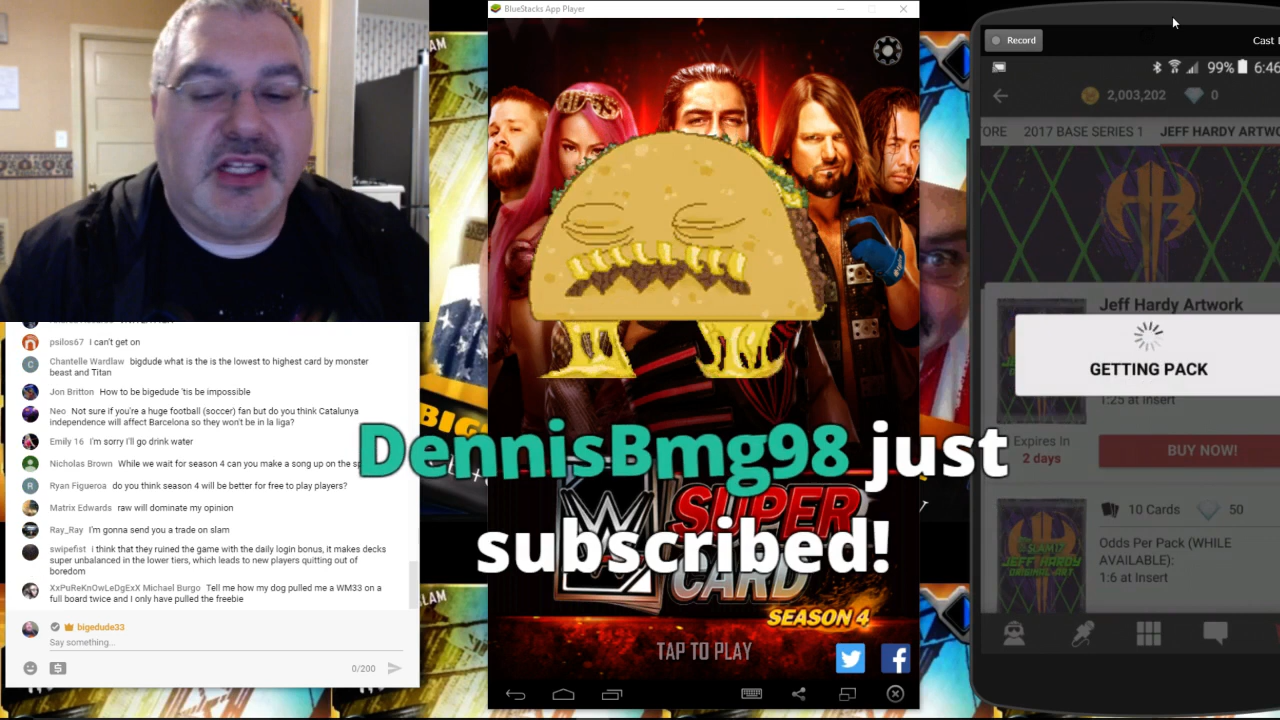 BlueStacks App Player
psilos67 I can't get on
Chantelle Wardlaw bigdude what is the is the lowest to highest card by monster
beast and Titan
Jon Britton How to be bigedude 'tis be impossible
Neo Not sure if you're a huge football (soccer) fan but do you think Catalunya
independence will affect Barcelona so they won't be in la liga?
Emily 16 I'm sorry I'll go drink water
Nicholas Brown While we wait for season 4 can you make a song up on the
Ryan Figueroa do you think season 4 will be better for free to play players?
Matrix Edwards raw will dominate my opinion
Ray_Ray I'm gonna send you a trade on slam
swipefist i think that they ruined the game with the daily login bonus, it makes decks
super unbalanced in the lower tiers, which leads to new players quitting out of
boredom
XxPuReKnOwLeDgExX Michael Burgo Tell me how my dog pulled me a WM33 on a
full board twice and I only have pulled the freebie
bigedude33
Say something...
0/200
DennisBmg98 just
subscribed!
SUPER
CARD
SEASON 4
TAP TO PLAY
Record
Cast
99% 6:46
2,003,202 0
TORE 2017 BASE SERIES 1 JEFF HARDY ARTWO
Jeff Hardy Artwork
GETTING PACK
1:25 at Insert
Expires In
2 days
BUY NOW!
10 Cards 50
Odds Per Pack (WHILE
AVAILABLE):
1:6 at Insert
SLAM17
JEFF HARDY
ORIGINAL ART